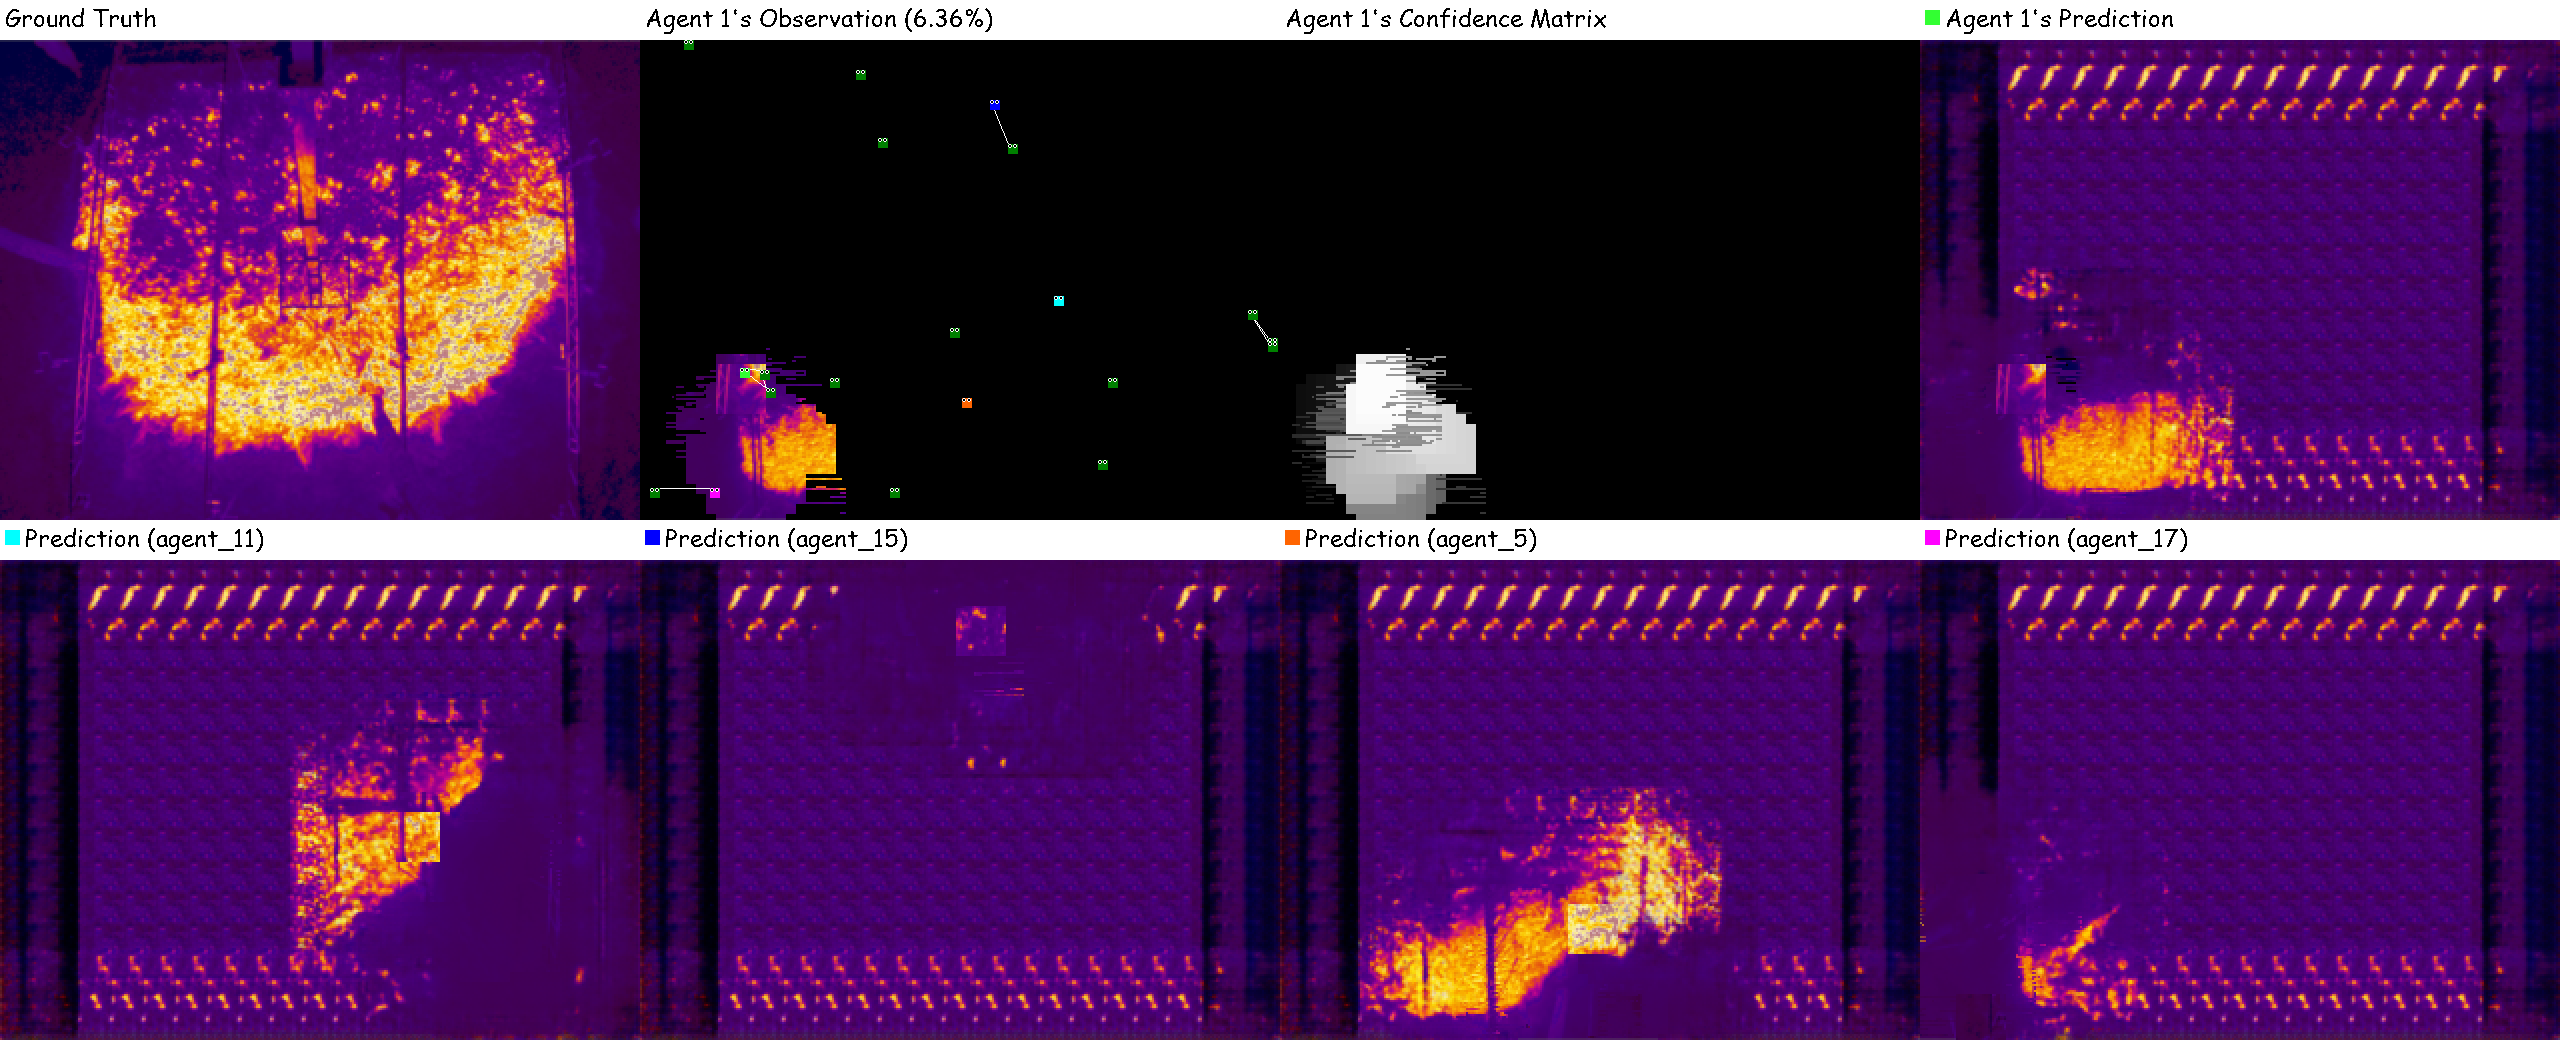 Ground Truth
Agent 1's Observation (6.36%)
Agent 1's Confidence Matrix
Agent 1's Prediction
Prediction (agent_11)
Prediction (agent_15)
Prediction (agent_5)
Prediction (agent_17)